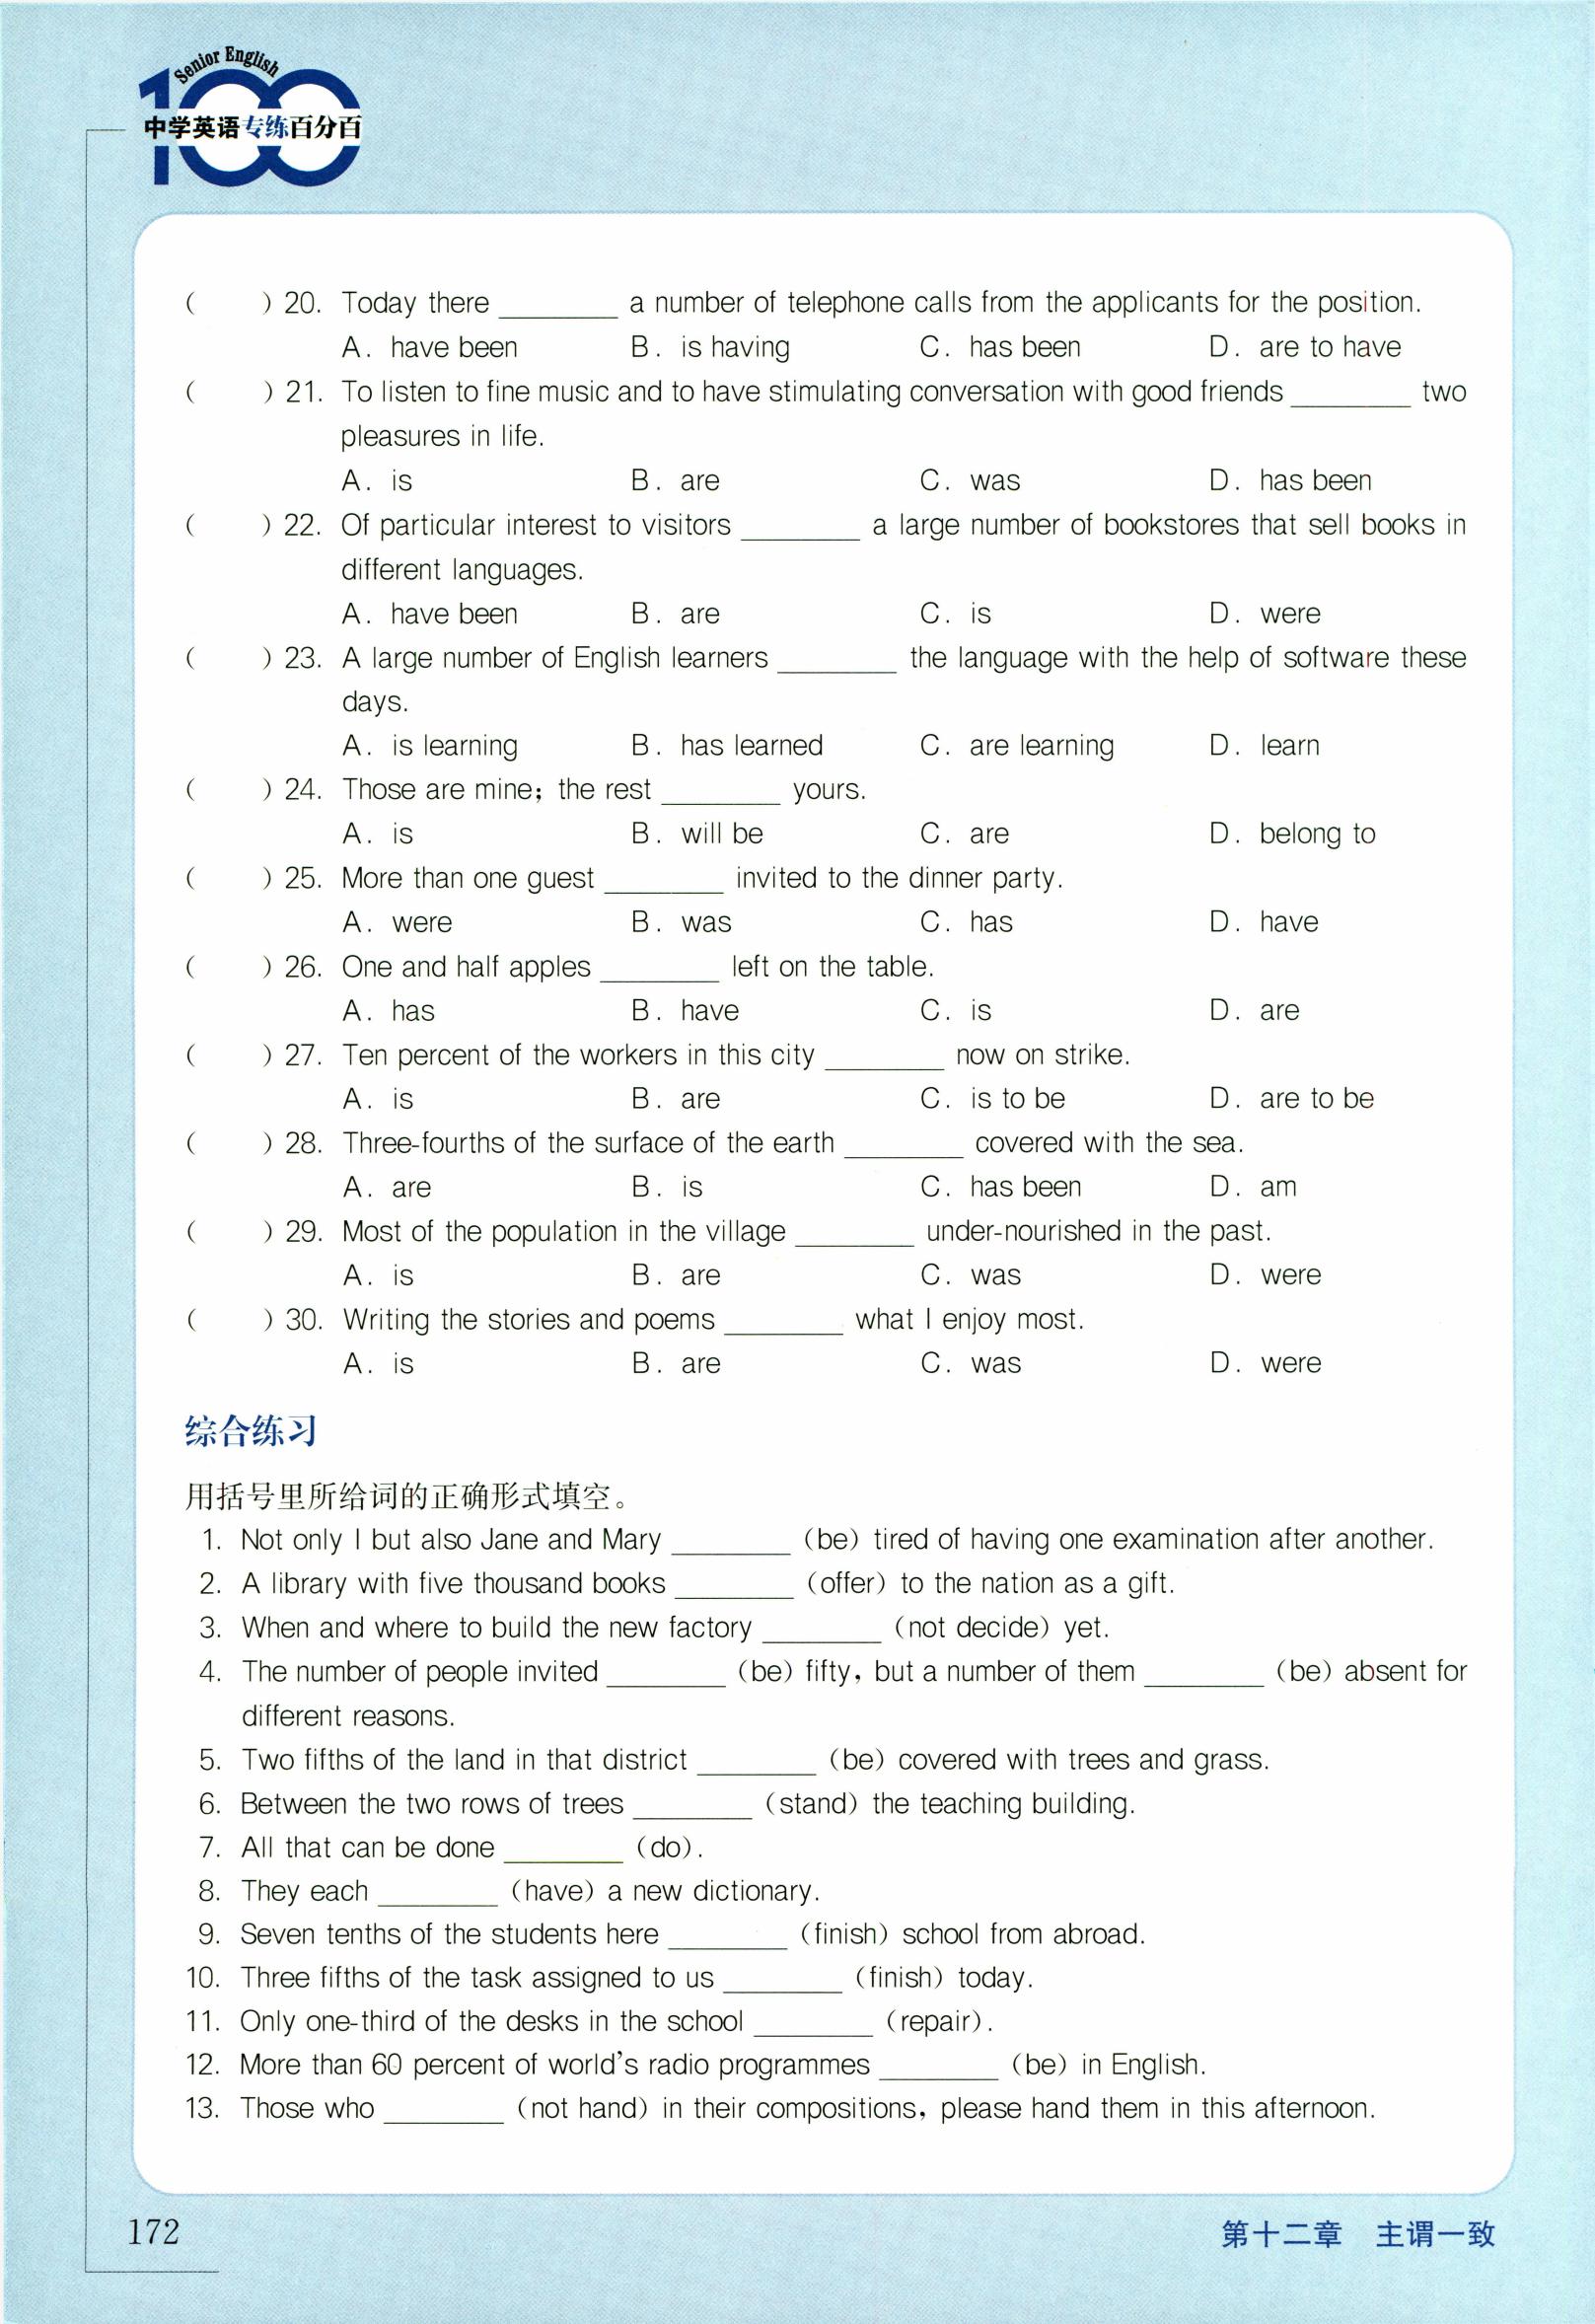 Senior English
100
中学英语专练百分百
(    ) 20. Today there ________ a number of telephone calls from the applicants for the position.
A. have been    B. is having    C. has been    D. are to have
(    ) 21. To listen to fine music and to have stimulating conversation with good friends ________ two
pleasures in life.
A. is    B. are    C. was    D. has been
(    ) 22. Of particular interest to visitors ________ a large number of bookstores that sell books in
different languages.
A. have been    B. are    C. is    D. were
(    ) 23. A large number of English learners ________ the language with the help of software these
days.
A. is learning    B. has learned    C. are learning    D. learn
(    ) 24. Those are mine; the rest ________ yours.
A. is    B. will be    C. are    D. belong to
(    ) 25. More than one guest ________ invited to the dinner party.
A. were    B. was    C. has    D. have
(    ) 26. One and half apples ________ left on the table.
A. has    B. have    C. is    D. are
(    ) 27. Ten percent of the workers in this city ________ now on strike.
A. is    B. are    C. is to be    D. are to be
(    ) 28. Three-fourths of the surface of the earth ________ covered with the sea.
A. are    B. is    C. has been    D. am
(    ) 29. Most of the population in the village ________ under-nourished in the past.
A. is    B. are    C. was    D. were
(    ) 30. Writing the stories and poems ________ what I enjoy most.
A. is    B. are    C. was    D. were
综合练习
用括号里所给词的正确形式填空。
1. Not only I but also Jane and Mary ________ (be) tired of having one examination after another.
2. A library with five thousand books ________ (offer) to the nation as a gift.
3. When and where to build the new factory ________ (not decide) yet.
4. The number of people invited ________ (be) fifty, but a number of them ________ (be) absent for
different reasons.
5. Two fifths of the land in that district ________ (be) covered with trees and grass.
6. Between the two rows of trees ________ (stand) the teaching building.
7. All that can be done ________ (do).
8. They each ________ (have) a new dictionary.
9. Seven tenths of the students here ________ (finish) school from abroad.
10. Three fifths of the task assigned to us ________ (finish) today.
11. Only one-third of the desks in the school ________ (repair).
12. More than 60 percent of world's radio programmes ________ (be) in English.
13. Those who ________ (not hand) in their compositions, please hand them in this afternoon.
172
第十二章 主谓一致